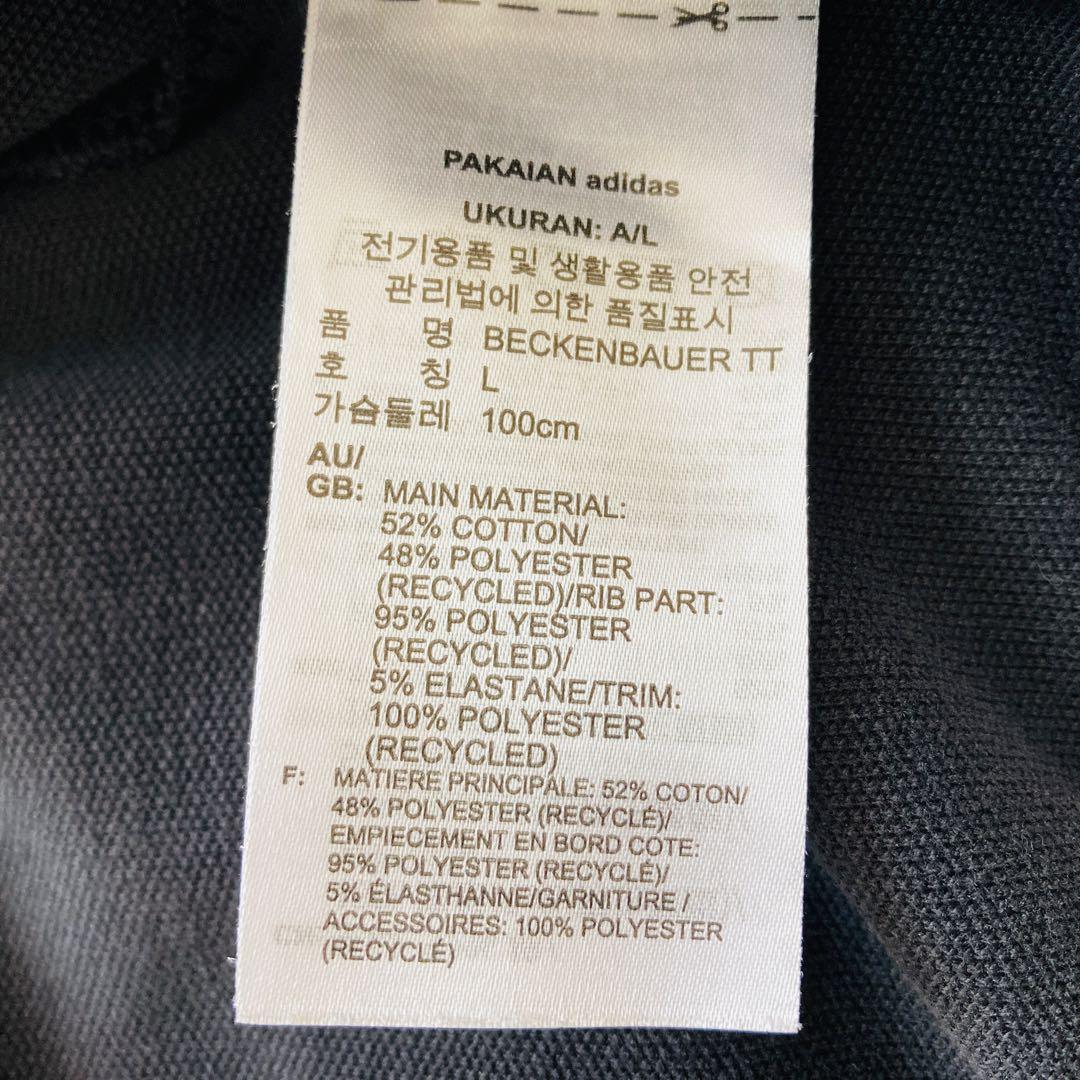 PAKAIAN adidas
UKURAN: A/L
전기용품 및 생활용품 안전
관리법에 의한 품질표시
품 명 BECKENBAUER TT
호 칭 L
가슴둘레 100cm
AU/
GB: MAIN MATERIAL:
52% COTTON/
48% POLYESTER
(RECYCLED)/RIB PART:
95% POLYESTER
(RECYCLED)/
5% ELASTANE/TRIM:
100% POLYESTER
(RECYCLED)
F: MATIERE PRINCIPALE: 52% COTON/
48% POLYESTER (RECYCLÉ)/
EMPIECEMENT EN BORD COTE:
95% POLYESTER (RECYCLÉ)/
5% ÉLASTHANNE/GARNITURE /
ACCESSOIRES: 100% POLYESTER
(RECYCLÉ)